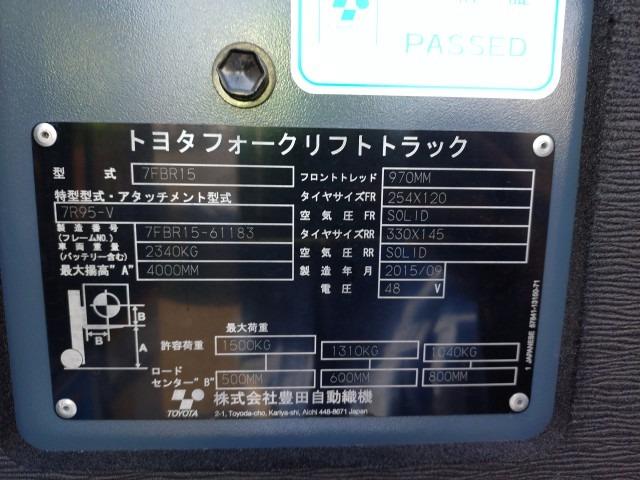 PASSED
トヨタフォークリフトトラック
型 式 7FBR15
特型型式・アタッチメント型式
7R95-V
製造番号 (フレームNO.) 7FBR15-61183
車両重量 (バッテリー含む) 2340KG
最大揚高"A" 4000MM
フロントトレッド 970MM
タイヤサイズFR 254X120
空気圧 FR SOLID
タイヤサイズRR 330X145
空気圧 RR SOLID
製造年月 2015/09
電圧 48 V
B
B
A
最大荷重
許容荷重 1500KG 1310KG 1040KG
ロード
センター"B" 500MM 600MM 800MM
TOYOTA
株式会社豊田自動織機
2-1, Toyoda-cho, Kariya-shi, Aichi 448-8671 Japan
1 JAPANESE 57641-13150-71